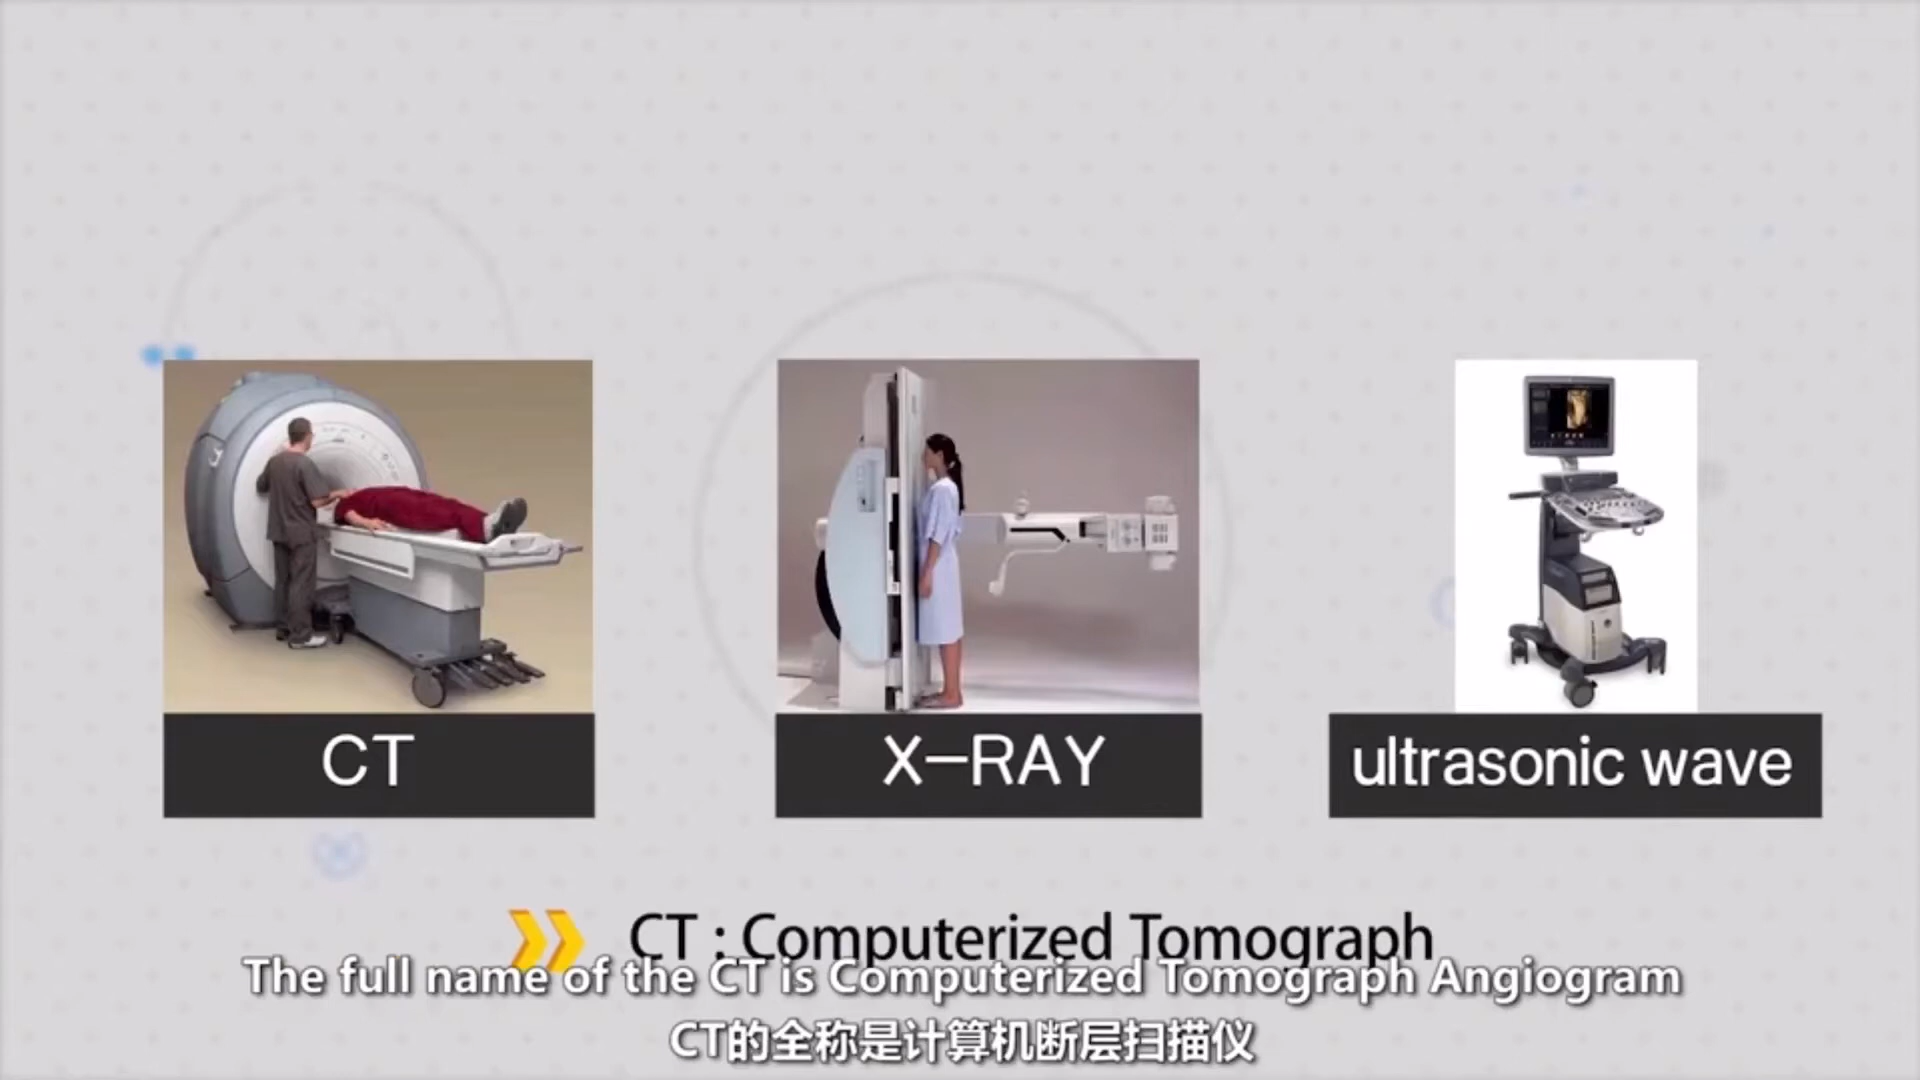 CT
X-RAY
ultrasonic wave
CT : Computerized Tomograph
The full name of the CT is Computerized Tomograph Angiogram
CT的全称是计算机断层扫描仪